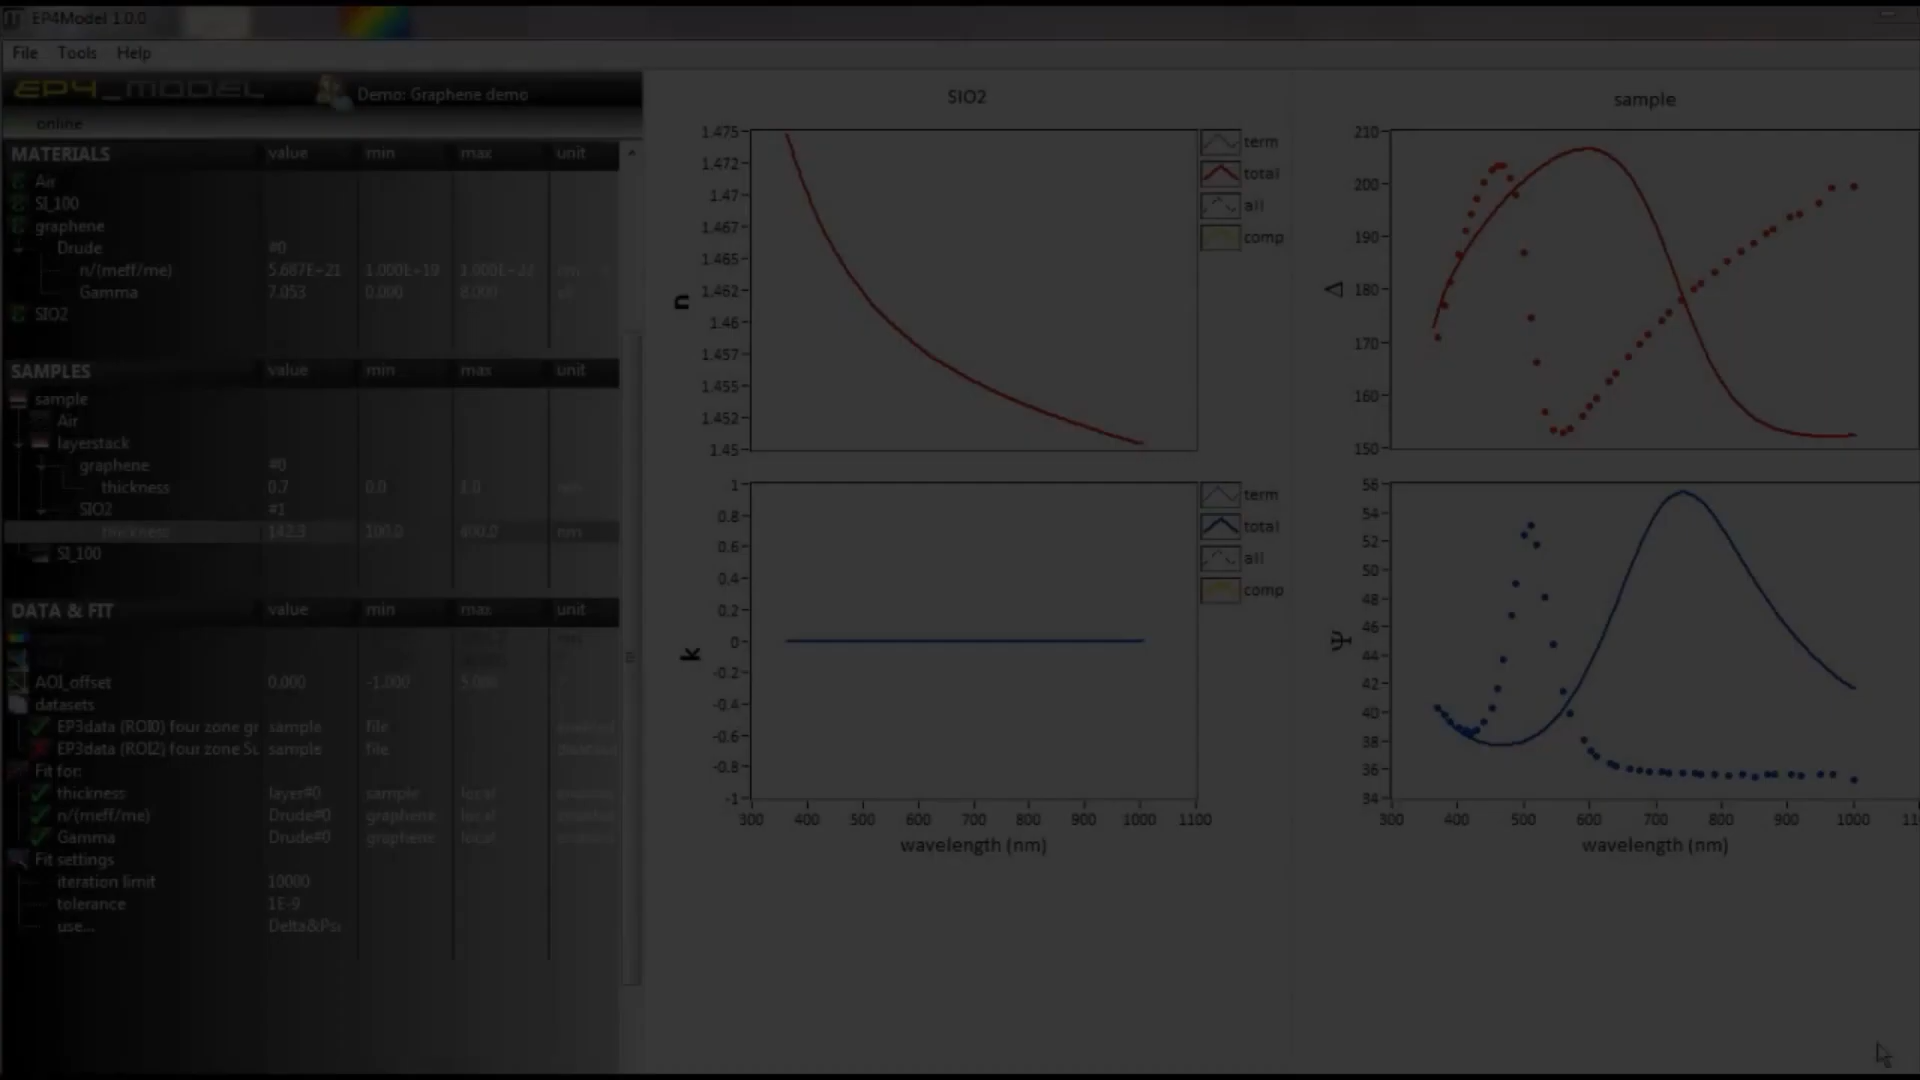 EP4Model 1.0.0
File Tools Help
EP4_MODEL Demo: Graphene demo
online
MATERIALS value min max unit
Air
SI_100
graphene
Drude #0
n/(meff/me) 5.687E+21 1.000E+19 1.000E+22
Gamma 7.053 0.000 8.000
SIO2
SAMPLES value min max unit
sample
Air
layerstack
graphene #0
thickness 0.7 0.0 1.0 nm
SIO2 #1
thickness 142.3 100.0 400.0 nm
SI_100
DATA & FIT value min max unit
AOI_offset 0.000 -1.000 5.000
datasets
EP3data (ROI0) four zone gr sample file enabled
EP3data (ROI2) four zone Su sample file disabled
Fit for:
thickness layer#0 sample local
n/(meff/me) Drude#0 graphene local
Gamma Drude#0 graphene local
Fit settings
iteration limit 10000
tolerance 1E-9
use... Delta&Psi
SIO2
n
1.475
1.472
1.47
1.467
1.465
1.462
1.46
1.457
1.455
1.452
1.45
term
total
all
comp
k
1
0.8
0.6
0.4
0.2
0
-0.2
-0.4
-0.6
-0.8
-1
term
total
all
comp
300 400 500 600 700 800 900 1000 1100
wavelength (nm)
sample
Δ
210
200
190
180
170
160
150
Ψ
56
54
52
50
48
46
44
42
40
38
36
34
300 400 500 600 700 800 900 1000 11
wavelength (nm)